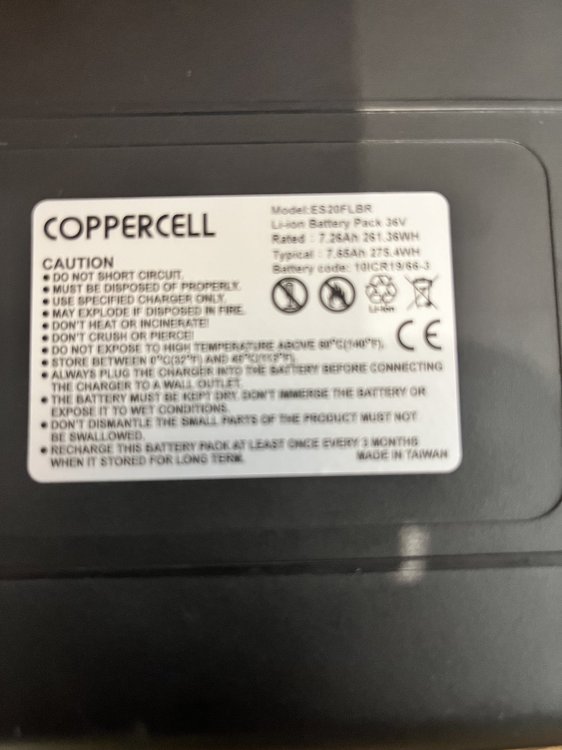 COPPERCELL
Model:ES20FLBR
Li-ion Battery Pack 36V
Rated : 7.26Ah 261.36WH
Typical : 7.65Ah 275.4WH
Battery code: 10ICR19/66-3
CAUTION
● DO NOT SHORT CIRCUIT.
● MUST BE DISPOSED OF PROPERLY.
● USE SPECIFIED CHARGER ONLY.
● MAY EXPLODE IF DISPOSED IN FIRE.
● DON'T HEAT OR INCINERATE!
● DON'T CRUSH OR PIERCE!
● DO NOT EXPOSE TO HIGH TEMPERATURE ABOVE 60°C(140°F).
● STORE BETWEEN 0°C(32°F) AND 45°C(113°F).
● ALWAYS PLUG THE CHARGER INTO THE BATTERY BEFORE CONNECTING
THE CHARGER TO A WALL OUTLET.
● THE BATTERY MUST BE KEPT DRY. DON'T IMMERSE THE BATTERY OR
EXPOSE IT TO WET CONDITIONS.
● DON'T DISMANTLE THE SMALL PARTS OF THE PRODUCT MUST NOT
BE SWALLOWED.
● RECHARGE THIS BATTERY PACK AT LEAST ONCE EVERY 3 MONTHS
WHEN IT STORED FOR LONG TERM.
Li-ion
CE
MADE IN TAIWAN